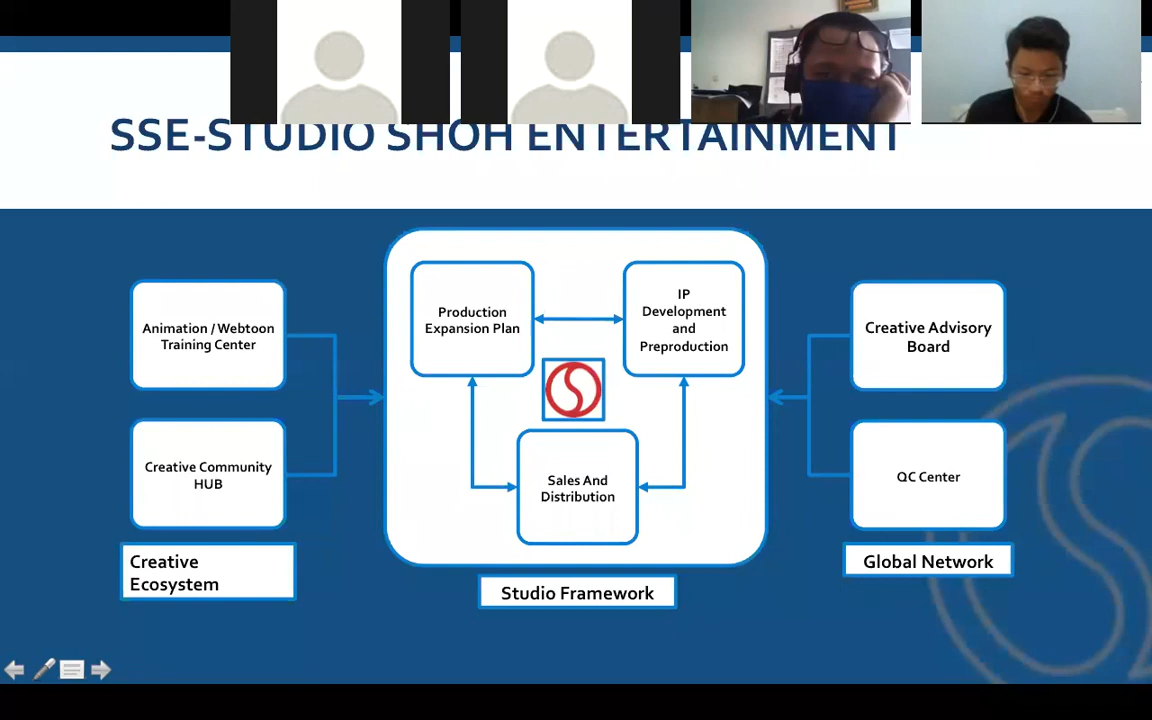 SSE-STUDIO SHOH ENTERTAINMENT
Animation / Webtoon
Training Center
Creative Community
HUB
Creative
Ecosystem
Production
Expansion Plan
IP
Development
and
Preproduction
Sales And
Distribution
Studio Framework
Creative Advisory
Board
QC Center
Global Network